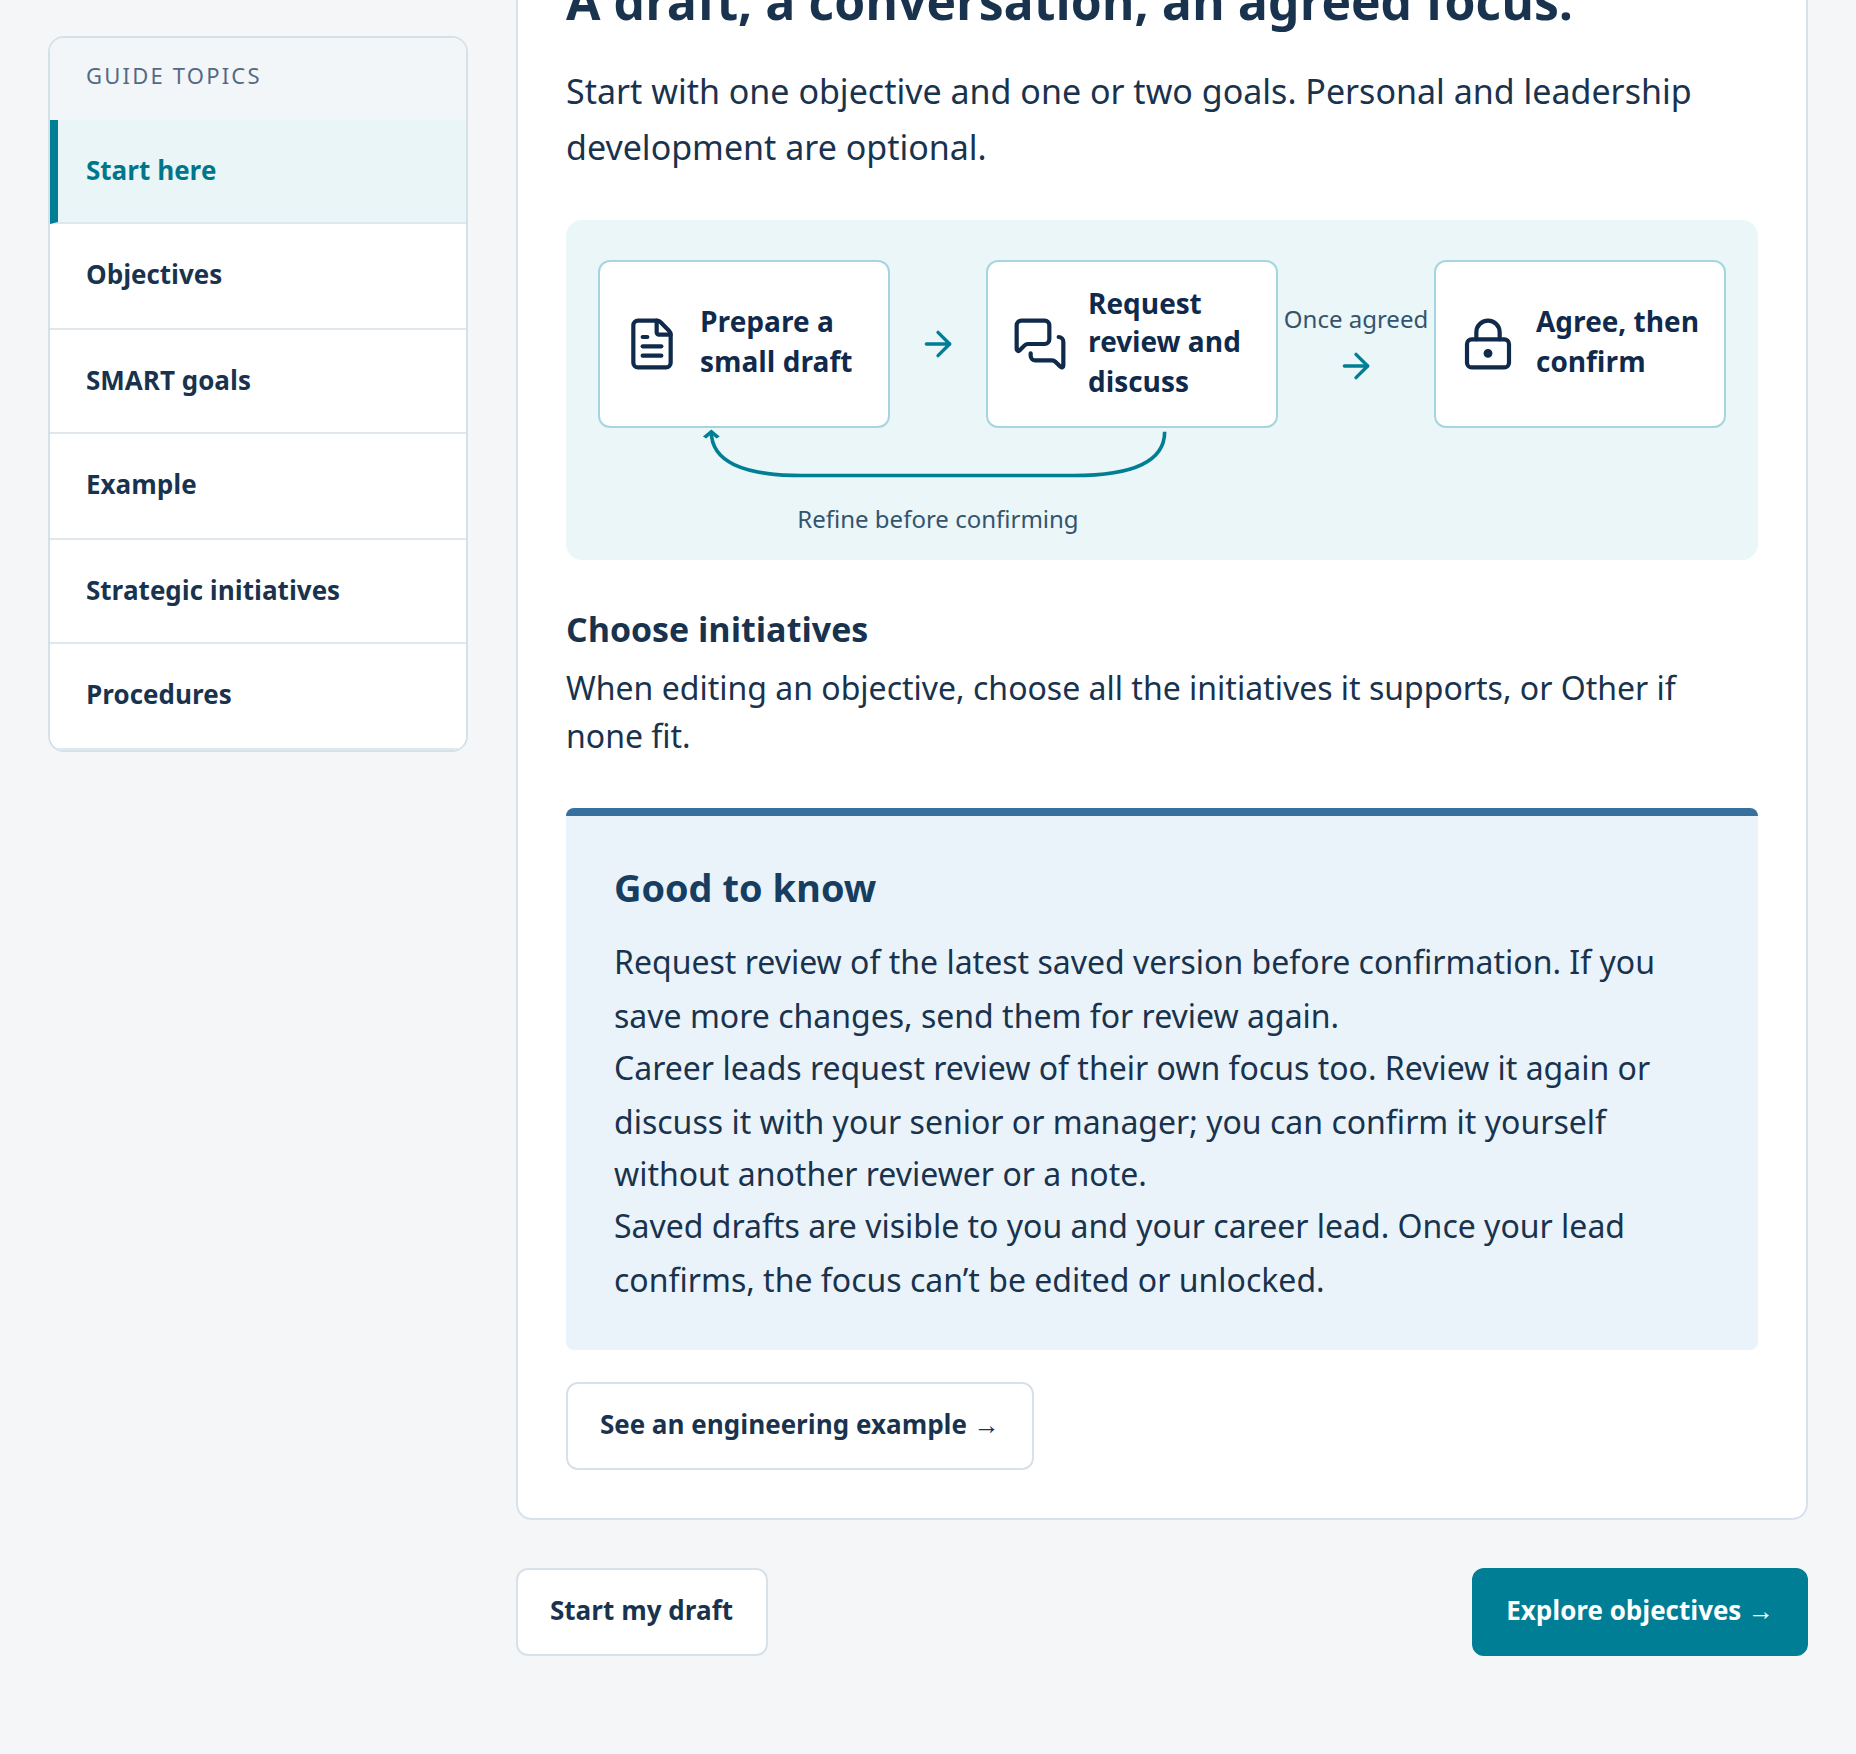 A draft, a conversation, an agreed focus.
GUIDE TOPICS
Start here
Objectives
SMART goals
Example
Strategic initiatives
Procedures
Start with one objective and one or two goals. Personal and leadership
development are optional.
Prepare a
small draft
Request
review and
discuss
Once agreed
Agree, then
confirm
Refine before confirming
Choose initiatives
When editing an objective, choose all the initiatives it supports, or Other if
none fit.
Good to know
Request review of the latest saved version before confirmation. If you
save more changes, send them for review again.
Career leads request review of their own focus too. Review it again or
discuss it with your senior or manager; you can confirm it yourself
without another reviewer or a note.
Saved drafts are visible to you and your career lead. Once your lead
confirms, the focus can’t be edited or unlocked.
See an engineering example →
Start my draft
Explore objectives →